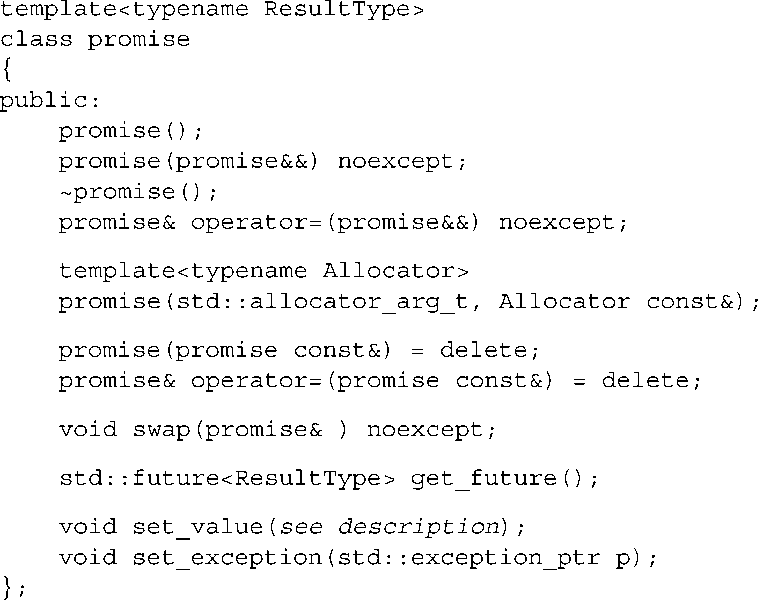 template<typename ResultType>
class promise
{
public:
    promise();
    promise(promise&&) noexcept;
    ~promise();
    promise& operator=(promise&&) noexcept;

    template<typename Allocator>
    promise(std::allocator_arg_t, Allocator const&);

    promise(promise const&) = delete;
    promise& operator=(promise const&) = delete;

    void swap(promise& ) noexcept;

    std::future<ResultType> get_future();

    void set_value(see description);
    void set_exception(std::exception_ptr p);
};